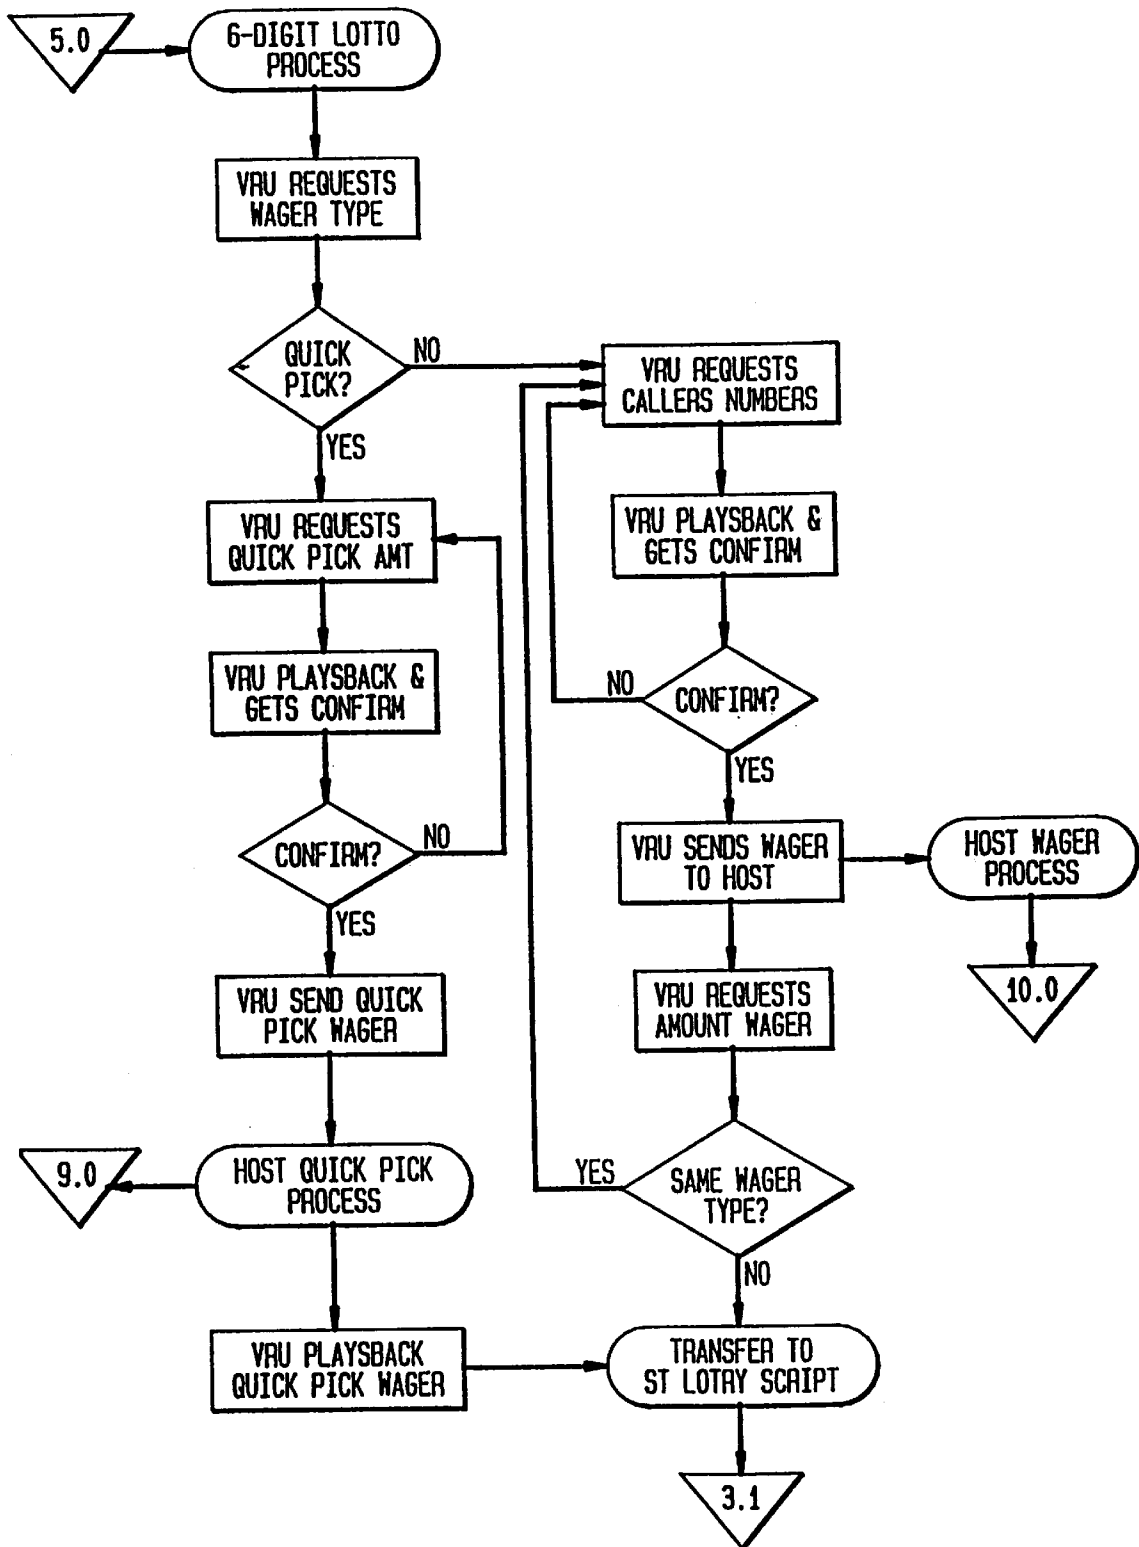 5.0
6-DIGIT LOTTO
PROCESS
VRU REQUESTS
WAGER TYPE
QUICK
PICK?
NO
YES
VRU REQUESTS
CALLERS NUMBERS
VRU REQUESTS
QUICK PICK AMT
VRU PLAYSBACK &
GETS CONFIRM
VRU PLAYSBACK &
GETS CONFIRM
NO
CONFIRM?
YES
CONFIRM?
NO
YES
VRU SENDS WAGER
TO HOST
HOST WAGER
PROCESS
VRU SEND QUICK
PICK WAGER
VRU REQUESTS
AMOUNT WAGER
10.0
9.0
HOST QUICK PICK
PROCESS
YES
SAME WAGER
TYPE?
NO
VRU PLAYSBACK
QUICK PICK WAGER
TRANSFER TO
ST LOTRY SCRIPT
3.1